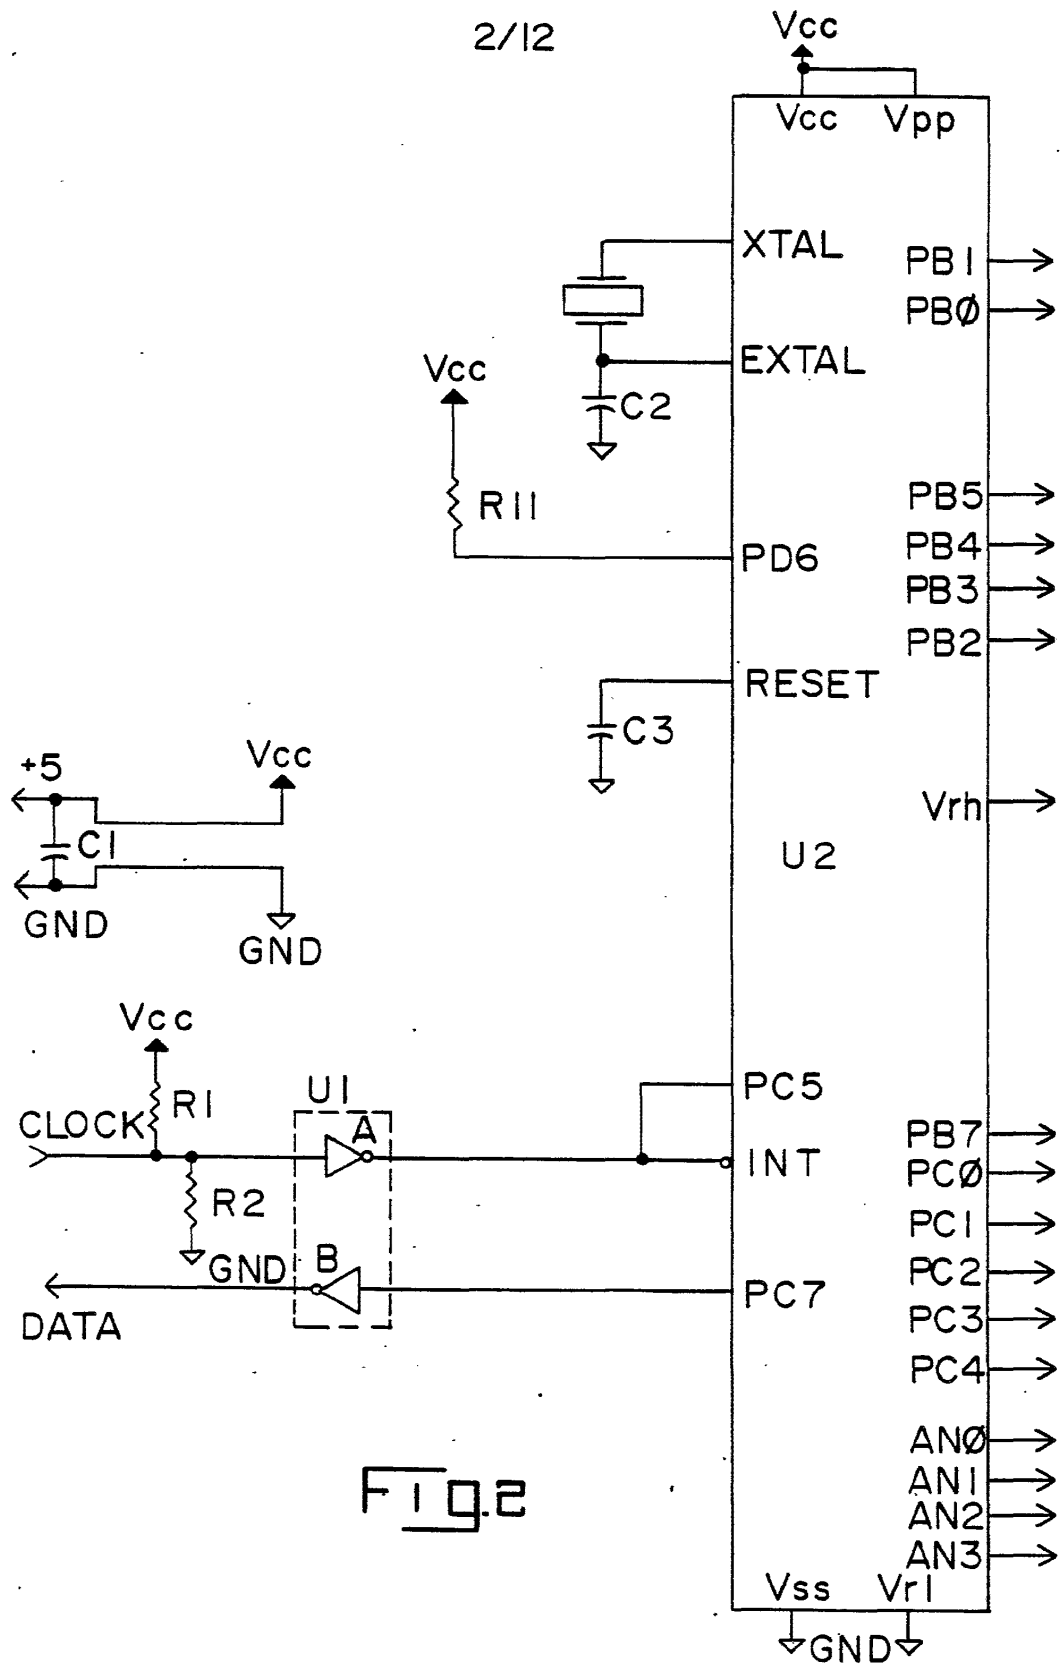 2/12
Vcc
Vcc Vpp
XTAL
PB1
PBØ
EXTAL
Vcc
C2
R11
PB5
PB4
PD6
PB3
PB2
RESET
C3
+5
Vcc
Vrh
C1
U2
GND
GND
Vcc
U1
PC5
R1
CLOCK
A
PB7
INT
PCØ
R2
PC1
B
GND
PC2
PC7
DATA
PC3
PC4
ANØ
AN1
Fig.2
AN2
AN3
Vss Vrl
GND